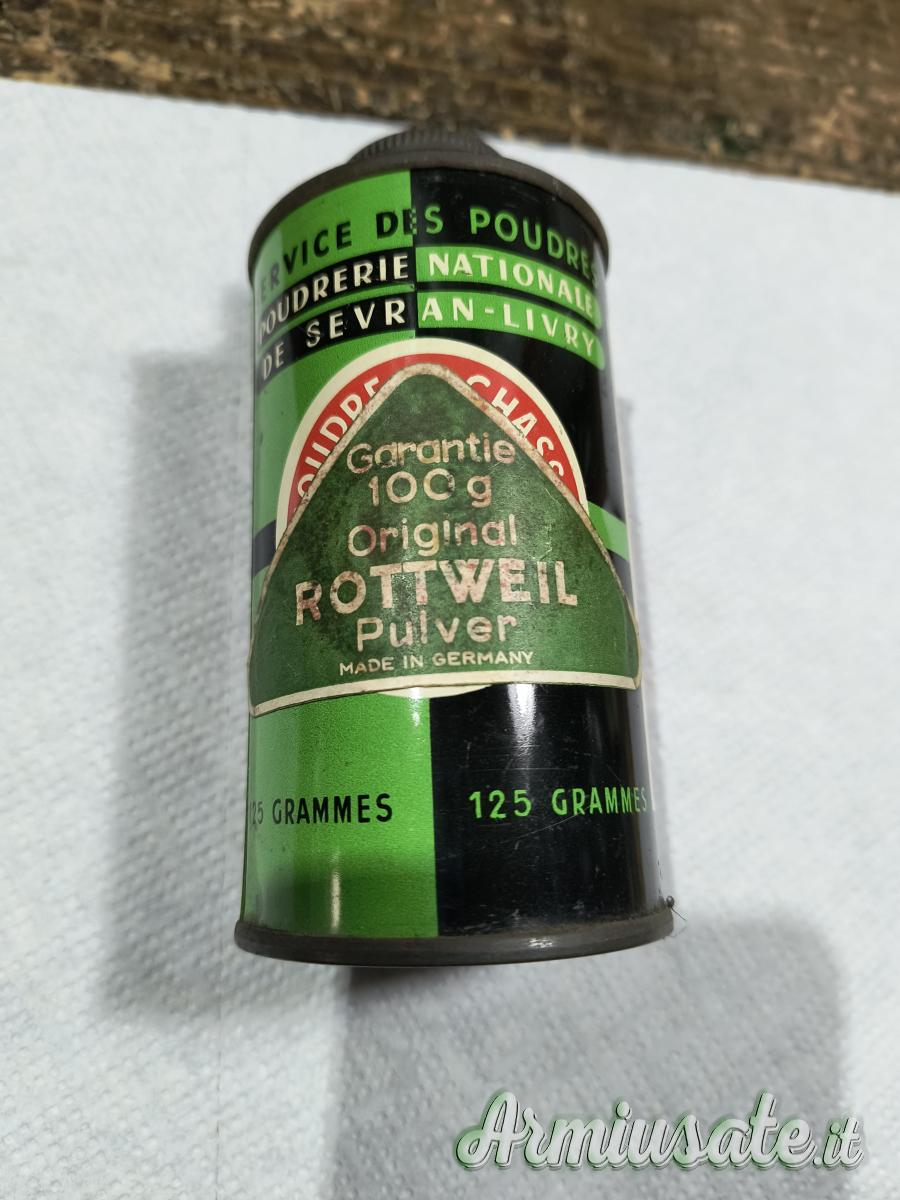 ERVICE DES POUDRES
POUDRERIE NATIONALE
DE SEVRAN-LIVRY
OUDRE CHASS
Garantie
100 g
Original
ROTTWEIL
Pulver
MADE IN GERMANY
125 GRAMMES 125 GRAMMES
Armiusate.it